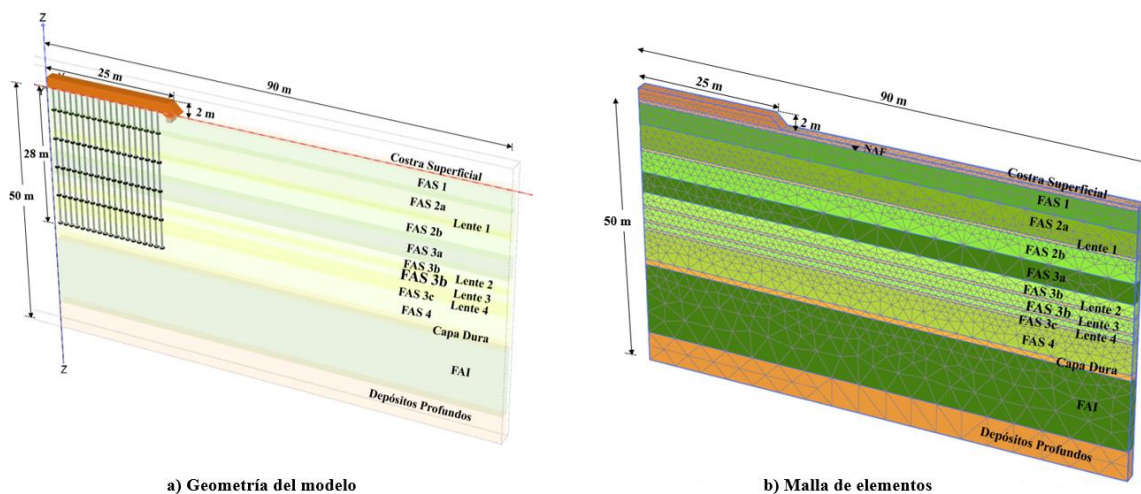 Z
90 m
25 m
2 m
28 m
50 m
Costra Superficial
FAS 1
FAS 2a
Lente 1
FAS 2b
FAS 3a
FAS 3b
Lente 2
FAS 3b
Lente 3
FAS 3c
Lente 4
FAS 4
Capa Dura
FAI
Depósitos Profundos
Z
a) Geometría del modelo
90 m
25 m
2 m
NAF
50 m
Costra Superficial
FAS 1
FAS 2a
Lente 1
FAS 2b
FAS 3a
FAS 3b
Lente 2
FAS 3b
Lente 3
FAS 3c
Lente 4
FAS 4
Capa Dura
FAI
Depósitos Profundos
b) Malla de elementos